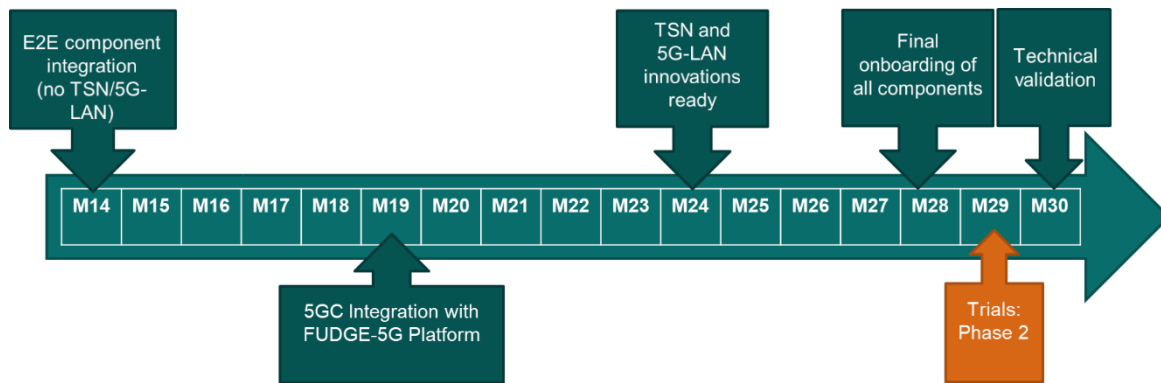 E2E component
integration
(no TSN/5G-
LAN)
TSN and
5G-LAN
innovations
ready
Final
onboarding of
all components
Technical
validation
M14 M15 M16 M17 M18 M19 M20 M21 M22 M23 M24 M25 M26 M27 M28 M29 M30
5GC Integration with
FUDGE-5G Platform
Trials:
Phase 2